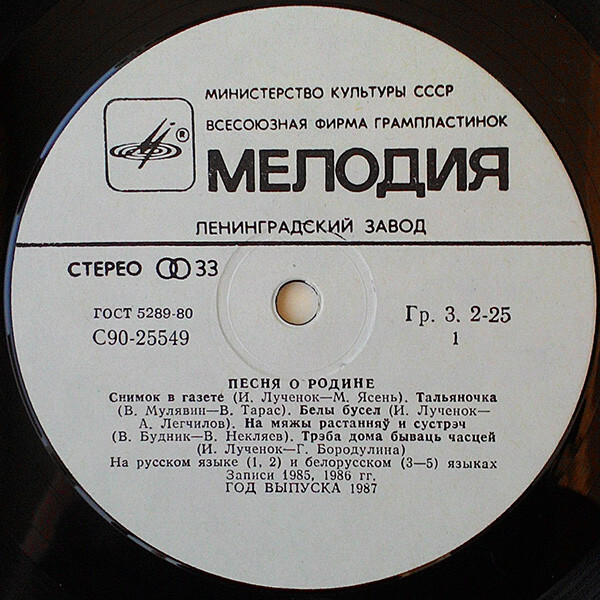 МИНИСТЕРСТВО КУЛЬТУРЫ СССР
ВСЕСОЮЗНАЯ ФИРМА ГРАМПЛАСТИНОК
®
МЕЛОДИЯ
ЛЕНИНГРАДСКИЙ ЗАВОД
СТЕРЕО 33
ГОСТ 5289-80
С90-25549
Гр. 3. 2-25
1
ПЕСНЯ О РОДИНЕ
Снимок в газете (И. Лученок—М. Ясень). Тальяночка
(В. Мулявин—В. Тарас). Белы бусел (И. Лученок—
А. Легчилов). На мяжы растанняў и сустрэч
(В. Будник—В. Некляев). Трэба дома бываць часцей
(И. Лученок—Г. Бородулина)
На русском языке (1, 2) и белорусском (3—5) языках
Записи 1985, 1986 гг.
ГОД ВЫПУСКА 1987